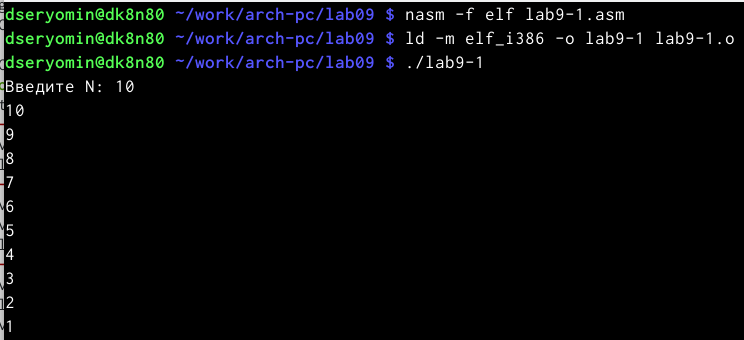 dseryomin@dk8n80 ~/work/arch-pc/lab09 $ nasm -f elf lab9-1.asm
dseryomin@dk8n80 ~/work/arch-pc/lab09 $ ld -m elf_i386 -o lab9-1 lab9-1.o
dseryomin@dk8n80 ~/work/arch-pc/lab09 $ ./lab9-1
Введите N: 10
10
9
8
7
6
5
4
3
2
1